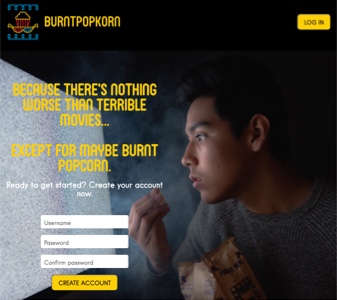 BURNTPOPKORN
LOG IN
BECAUSE THERE'S NOTHING
WORSE THAN TERRIBLE
MOVIES...
EXCEPT FOR MAYBE BURNT
POPCORN.
Ready to get started? Create your account
now.
Username
Password
Confirm password
CREATE ACCOUNT